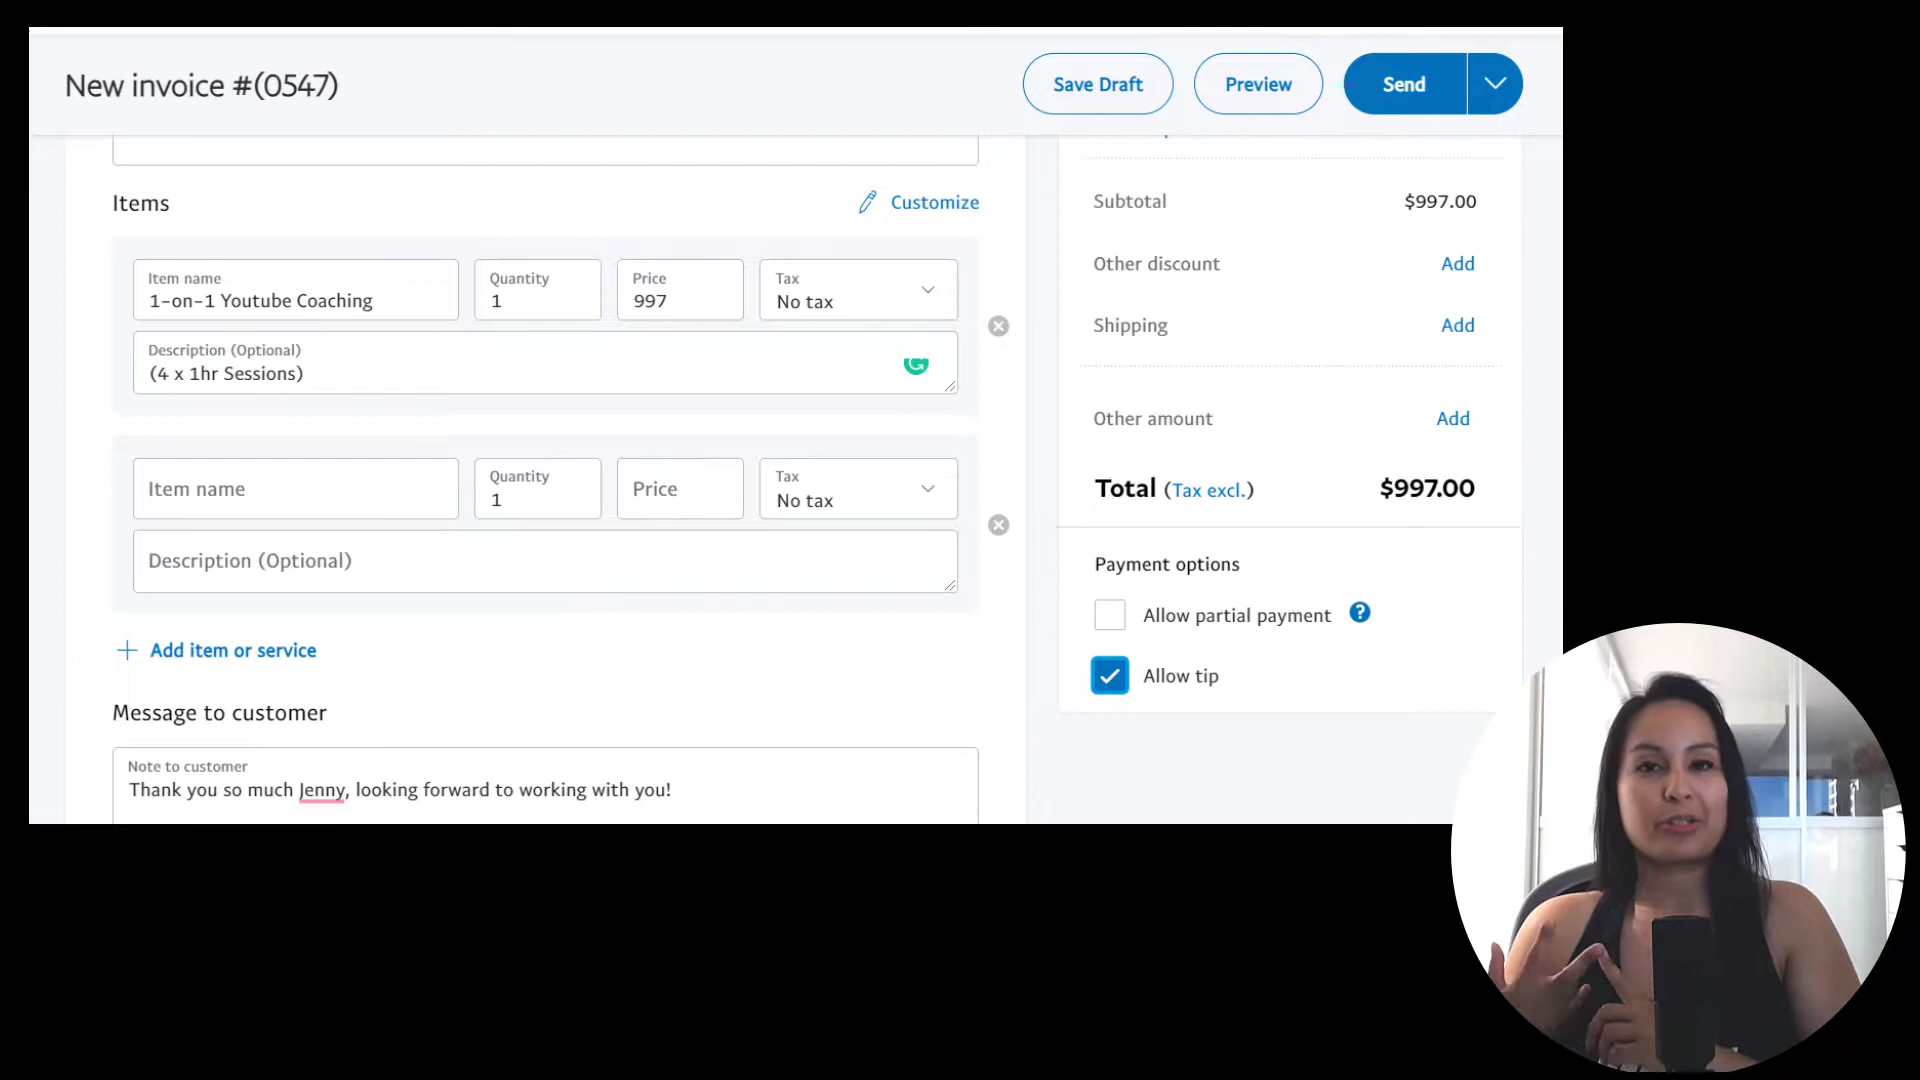 New invoice #(0547)
Save Draft
Preview
Send
Items
Customize
Item name
1-on-1 Youtube Coaching
Quantity
1
Price
997
Tax
No tax
Description (Optional)
(4 x 1hr Sessions)
Item name
Quantity
1
Price
Tax
No tax
Description (Optional)
Add item or service
Message to customer
Note to customer
Thank you so much Jenny, looking forward to working with you!
Subtotal $997.00
Other discount Add
Shipping Add
Other amount Add
Total (Tax excl.) $997.00
Payment options
Allow partial payment ?
Allow tip